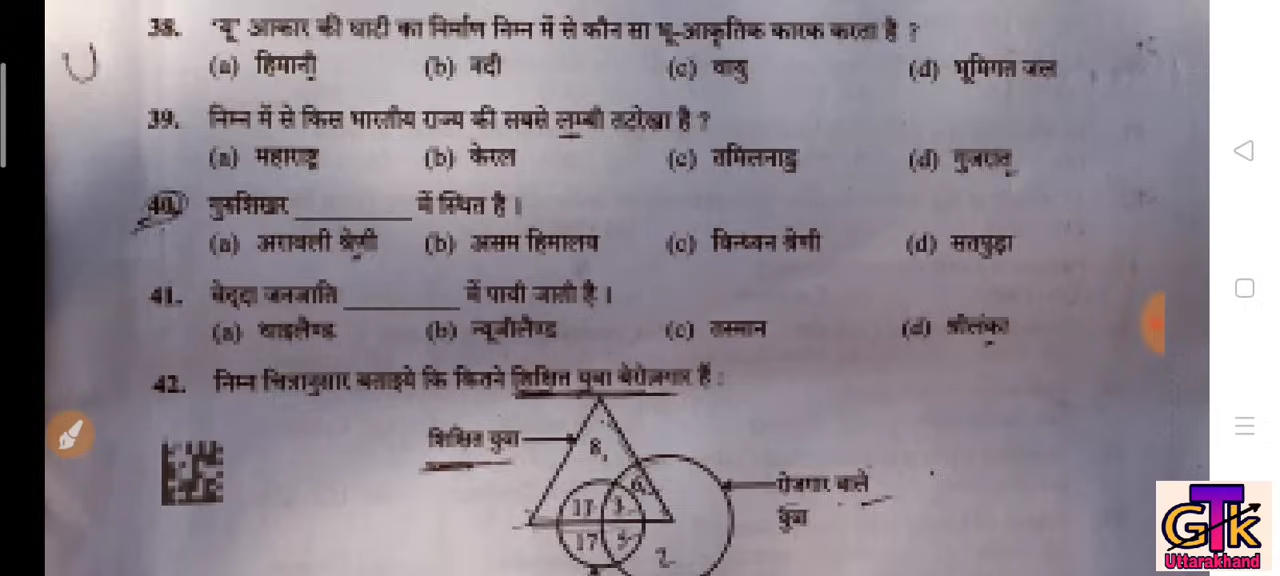 38. 'यू' आकार की घाटी का निर्माण निम्न में से कौन सा भू-आकृतिक कारक करता है ?
U
(a) हिमानी (b) नदी (c) वायु (d) भूमिगत जल
39. निम्न में से किस भारतीय राज्य की सबसे लम्बी तटरेखा है ?
(a) महाराष्ट्र (b) केरल (c) तमिलनाडु (d) गुजरात
40. गुरुशिखर ________ में स्थित है ।
(a) अरावली श्रेणी (b) असम हिमालय (c) विन्ध्यन श्रेणी (d) सतपुड़ा
41. वेद्दा जनजाति ________ में पायी जाती है ।
(a) थाइलैण्ड (b) न्यूजीलैण्ड (c) तस्मान (d) श्रीलंका
42. निम्न चित्रानुसार बताइये कि कितने शिक्षित युवा बेरोज़गार हैं :
शिक्षित युवा
8
रोजगार वाले
युवा
17 3
17 5
2
GTK
Uttarakhand